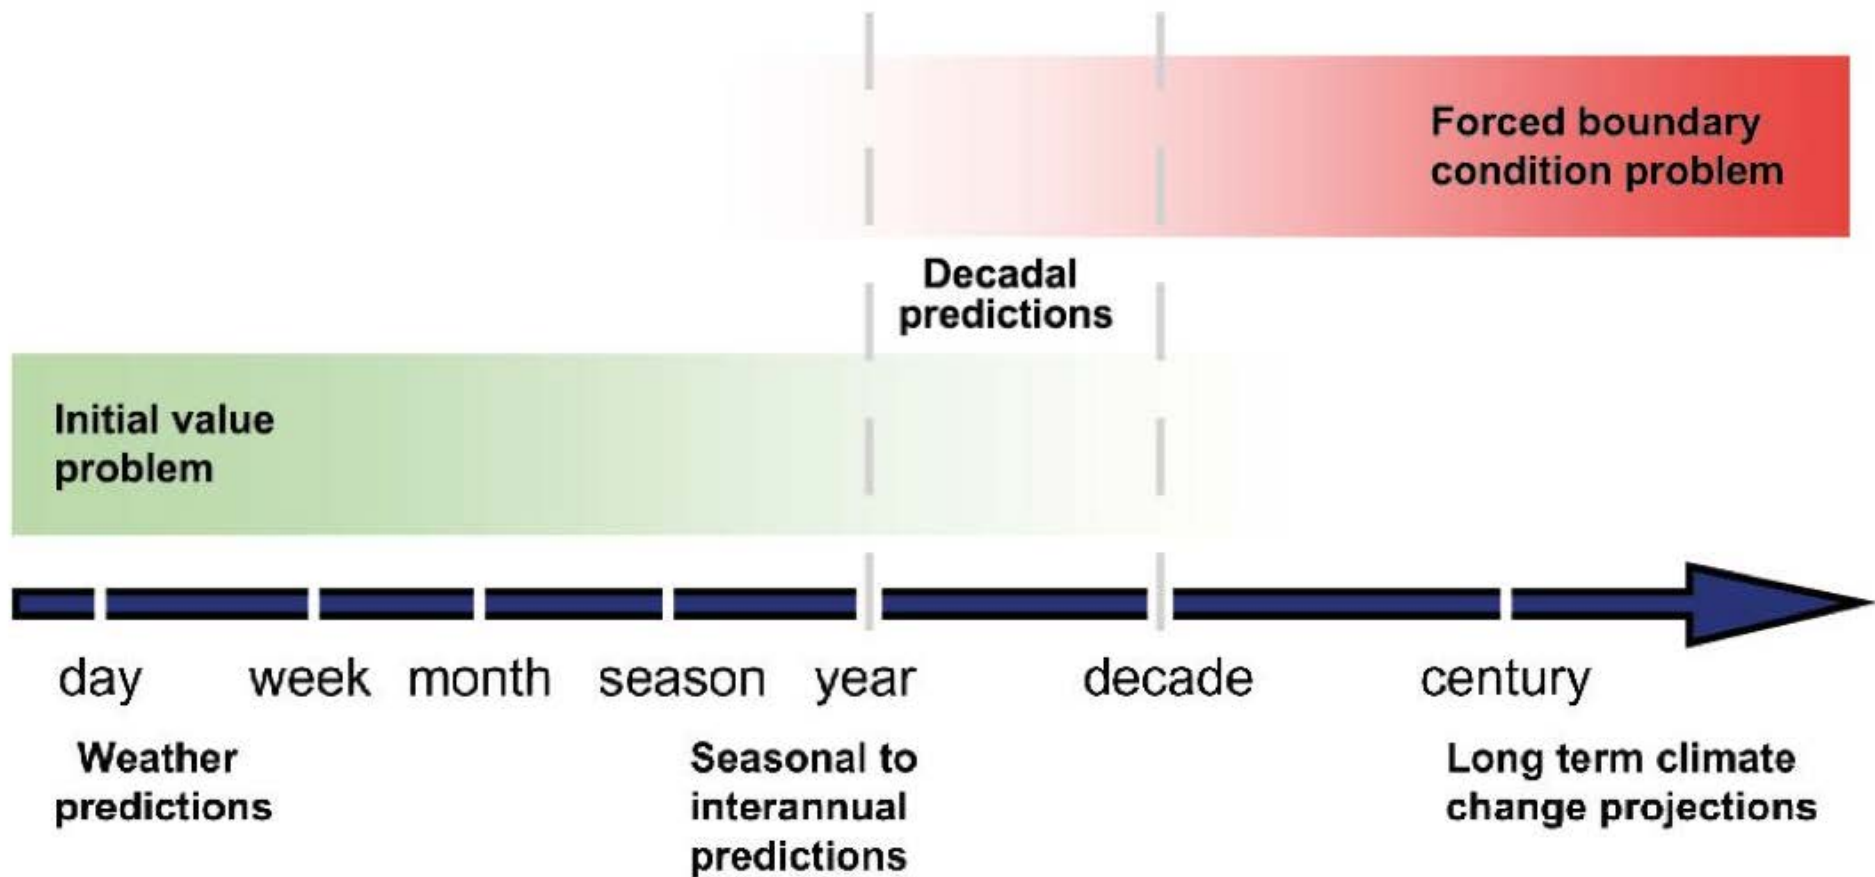 Forced boundary
condition problem
Decadal
predictions
Initial value
problem
day week month season year decade century
Weather
predictions
Seasonal to
interannual
predictions
Long term climate
change projections